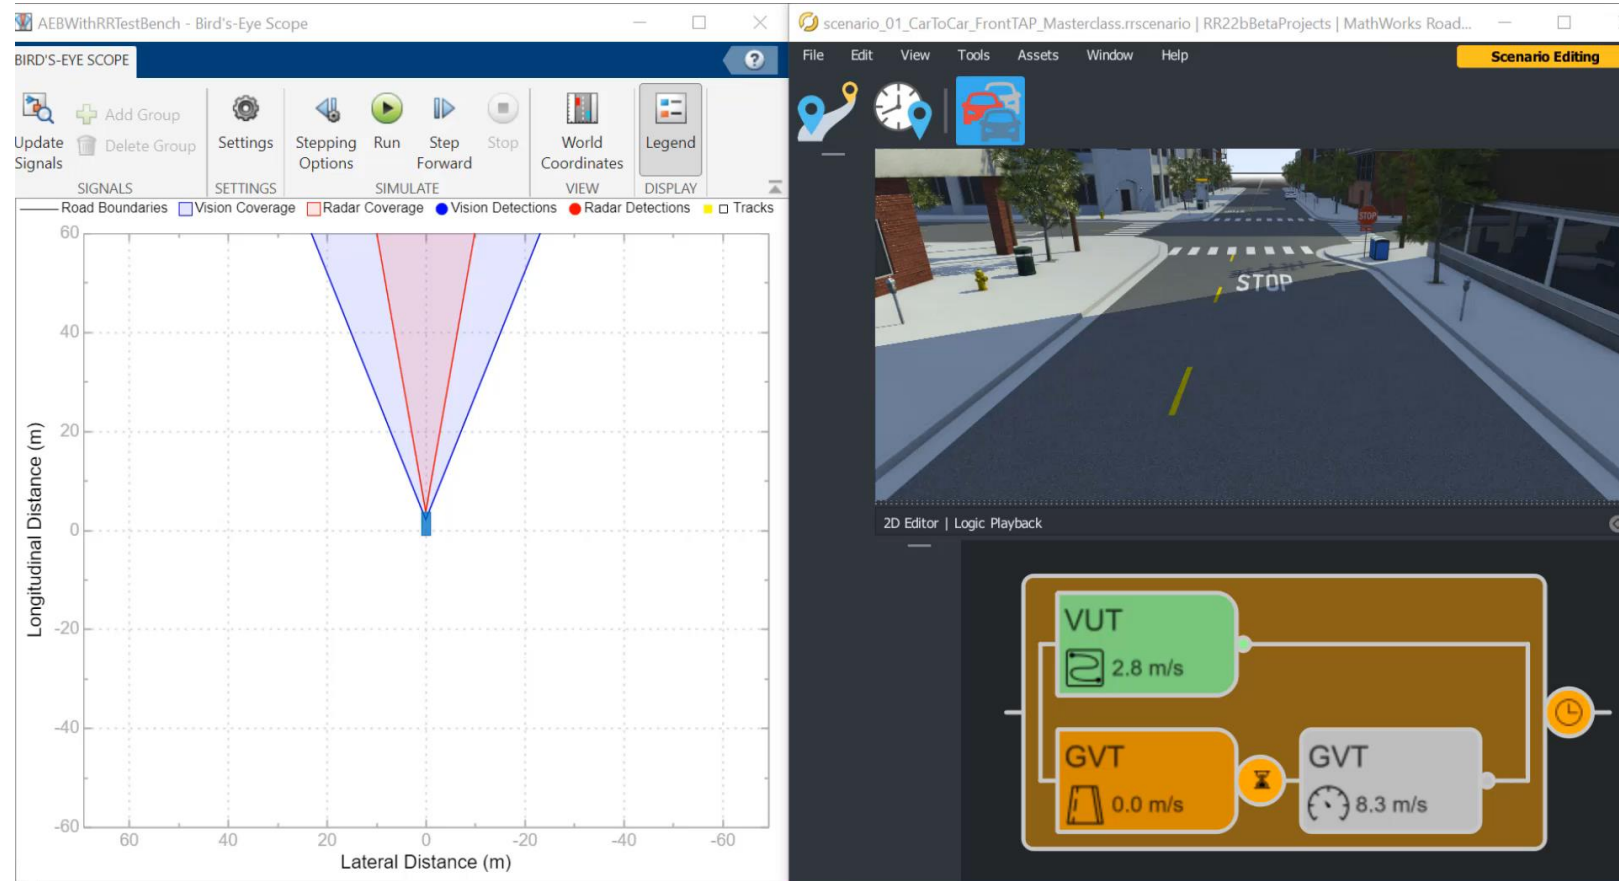 AEBWithRRTestBench - Bird's-Eye Scope
BIRD'S-EYE SCOPE
?
Update Signals
Add Group
Delete Group
Settings
Stepping Options
Run
Step Forward
Stop
World Coordinates
Legend
SIGNALS
SETTINGS
SIMULATE
VIEW
DISPLAY
Road Boundaries Vision Coverage Radar Coverage Vision Detections Radar Detections Tracks
60
40
20
0
-20
-40
-60
Longitudinal Distance (m)
60 40 20 0 -20 -40 -60
Lateral Distance (m)
scenario_01_CarToCar_FrontTAP_Masterclass.rrscenario | RR22bBetaProjects | MathWorks Road...
File Edit View Tools Assets Window Help
Scenario Editing
STOP
STOP
2D Editor | Logic Playback
VUT
2.8 m/s
GVT
0.0 m/s
GVT
8.3 m/s